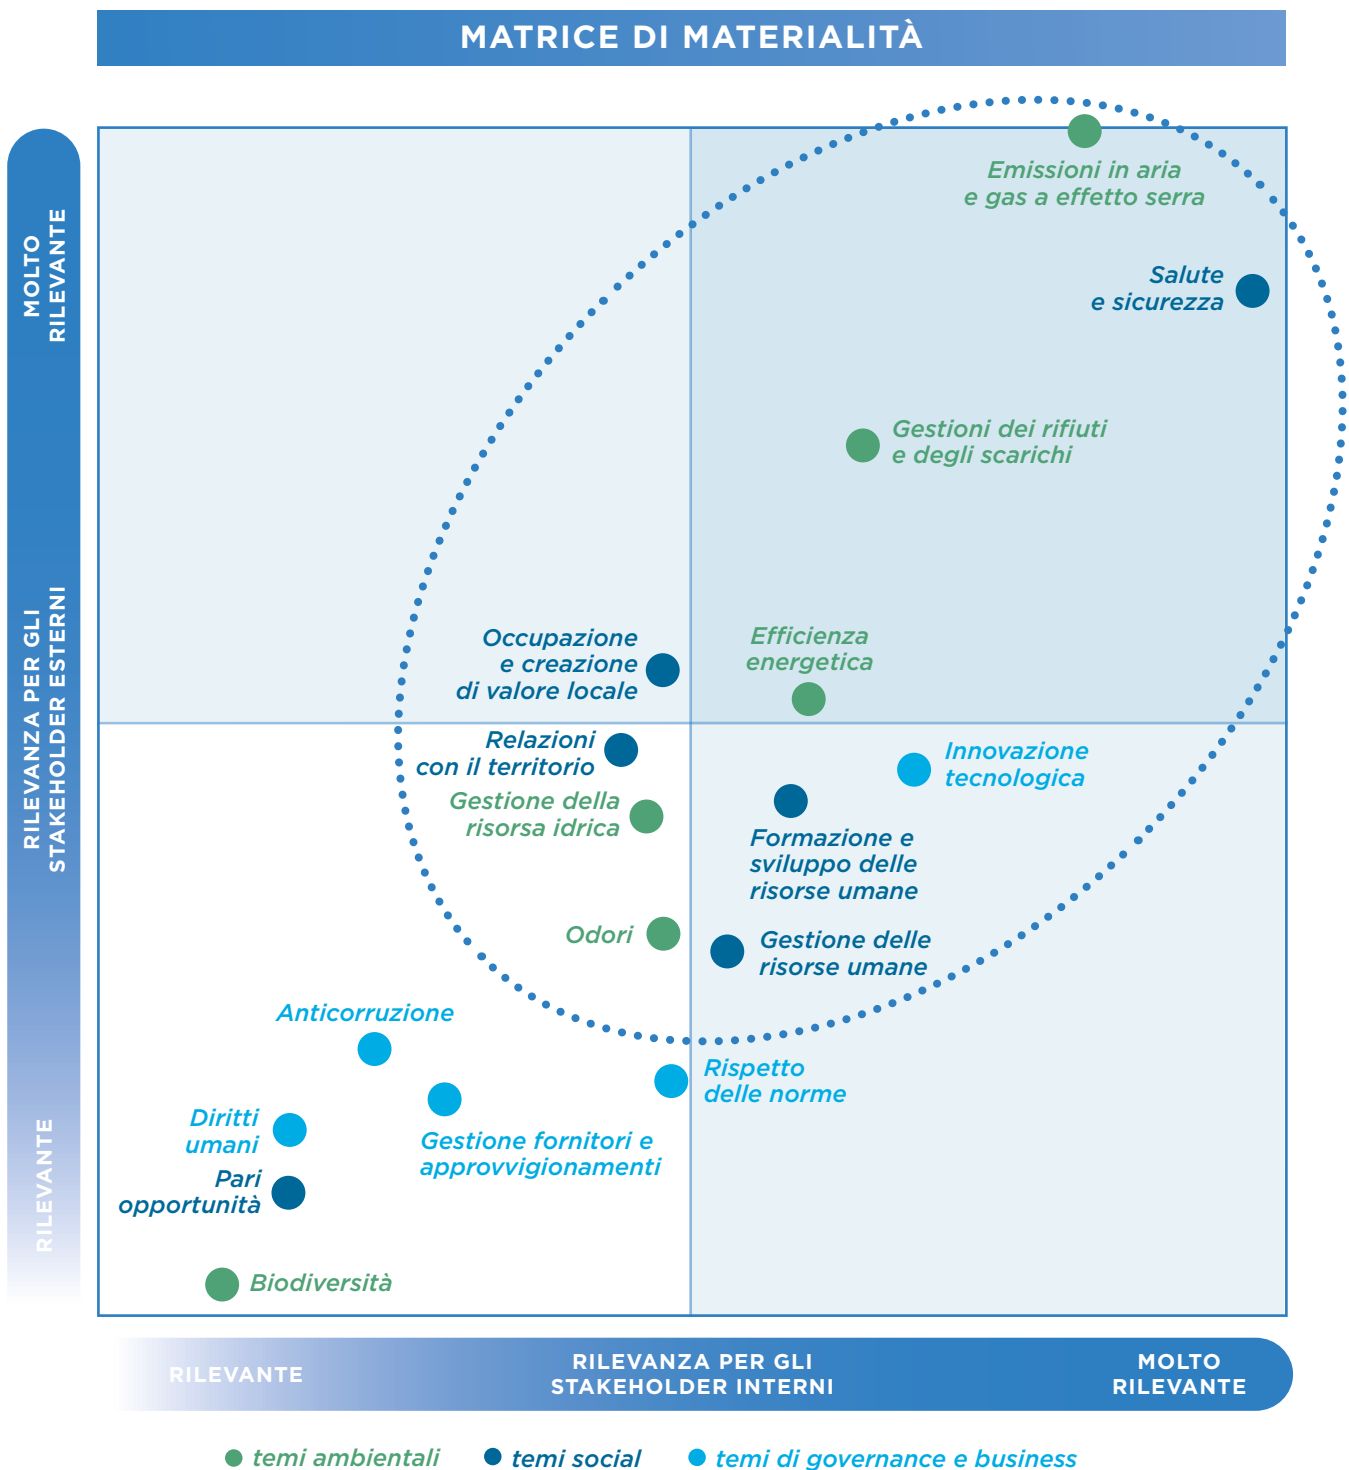 MATRICE DI MATERIALITÀ
MOLTO
RILEVANTE
RILEVANZA PER GLI
STAKEHOLDER ESTERNI
RILEVANTE
Emissioni in aria
e gas a effetto serra
Salute
e sicurezza
Gestioni dei rifiuti
e degli scarichi
Occupazione
e creazione
di valore locale
Efficienza
energetica
Relazioni
con il territorio
Innovazione
tecnologica
Gestione della
risorsa idrica
Formazione e
sviluppo delle
risorse umane
Odori
Gestione delle
risorse umane
Anticorruzione
Rispetto
delle norme
Diritti
umani
Gestione fornitori e
approvvigionamenti
Pari
opportunità
Biodiversità
RILEVANTE
RILEVANZA PER GLI
STAKEHOLDER INTERNI
MOLTO
RILEVANTE
temi ambientali
temi social
temi di governance e business